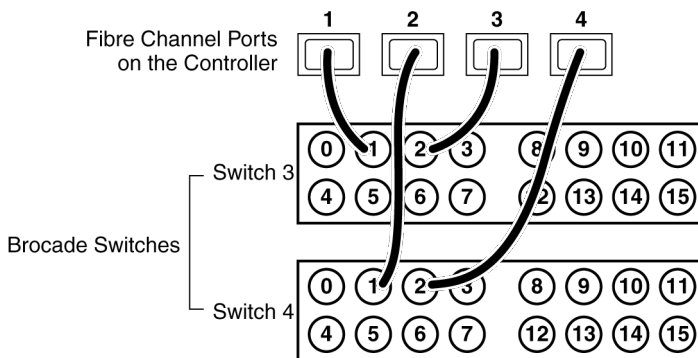 1 2 3 4
Fibre Channel Ports
on the Controller
0 1 2 3 8 9 10 11
Switch 3
4 5 6 7 12 13 14 15
Brocade Switches
0 1 2 3 8 9 10 11
Switch 4
4 5 6 7 12 13 14 15